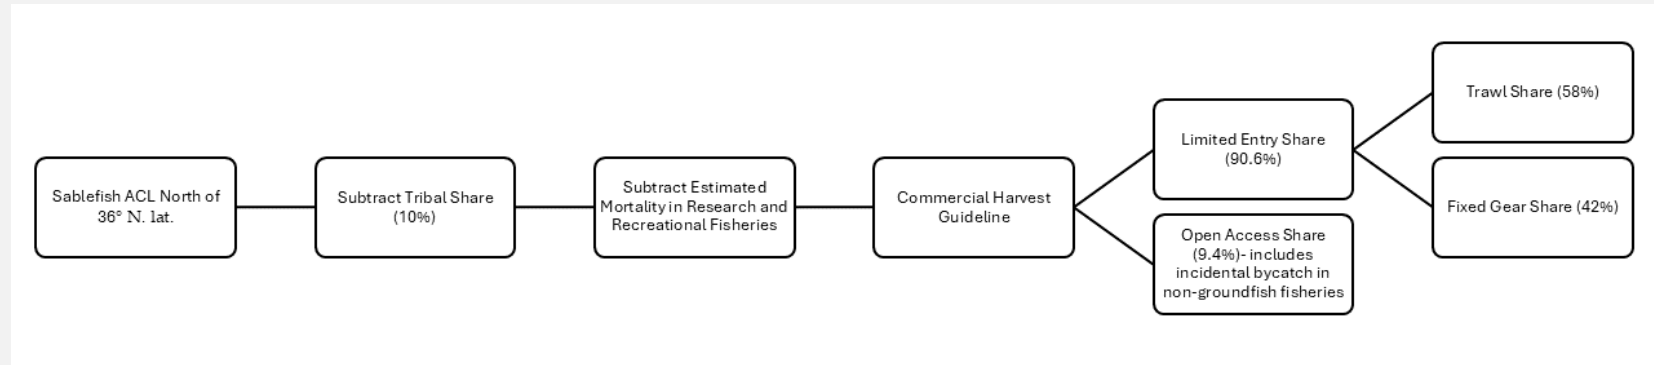 Sablefish ACL North of
36° N. lat.
Subtract Tribal Share
(10%)
Subtract Estimated
Mortality in Research and
Recreational Fisheries
Commercial Harvest
Guideline
Limited Entry Share
(90.6%)
Open Access Share
(9.4%)- includes
incidental bycatch in
non-groundfish fisheries
Trawl Share (58%)
Fixed Gear Share (42%)